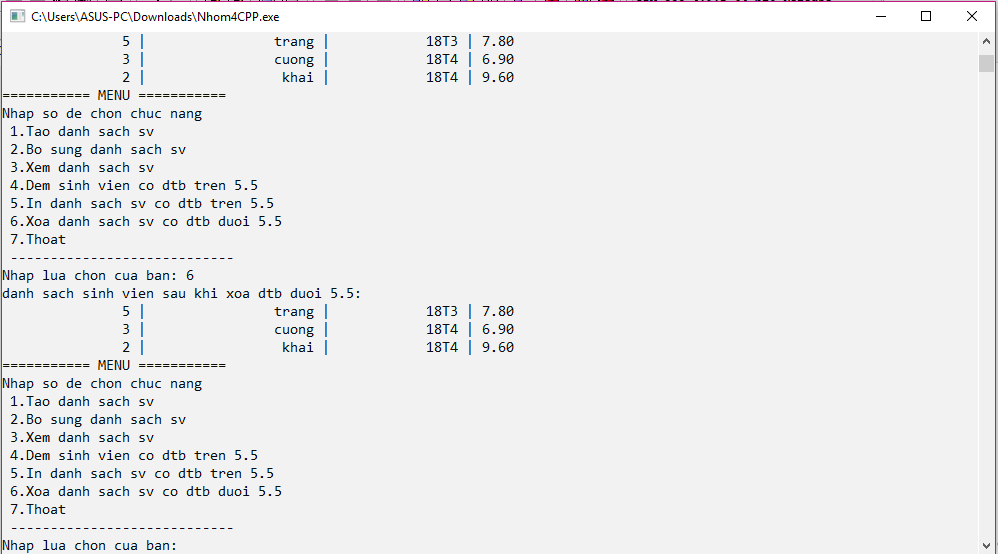 C:\Users\ASUS-PC\Downloads\Nhom4CPP.exe
5 | trang | 18T3 | 7.80
3 | cuong | 18T4 | 6.90
2 | khai | 18T4 | 9.60
=========== MENU ===========
Nhap so de chon chuc nang
1.Tao danh sach sv
2.Bo sung danh sach sv
3.Xem danh sach sv
4.Dem sinh vien co dtb tren 5.5
5.In danh sach sv co dtb tren 5.5
6.Xoa danh sach sv co dtb duoi 5.5
7.Thoat
----------------------------
Nhap lua chon cua ban: 6
danh sach sinh vien sau khi xoa dtb duoi 5.5:
5 | trang | 18T3 | 7.80
3 | cuong | 18T4 | 6.90
2 | khai | 18T4 | 9.60
=========== MENU ===========
Nhap so de chon chuc nang
1.Tao danh sach sv
2.Bo sung danh sach sv
3.Xem danh sach sv
4.Dem sinh vien co dtb tren 5.5
5.In danh sach sv co dtb tren 5.5
6.Xoa danh sach sv co dtb duoi 5.5
7.Thoat
----------------------------
Nhap lua chon cua ban: